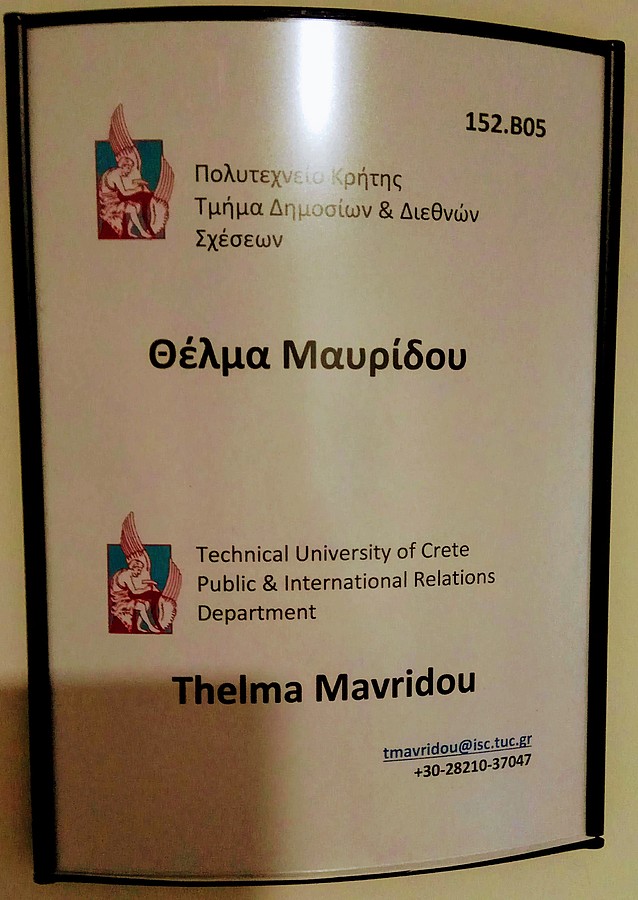 152.B05
Πολυτεχνείο Κρήτης
Τμήμα Δημοσίων & Διεθνών
Σχέσεων
Θέλμα Μαυρίδου
Technical University of Crete
Public & International Relations
Department
Thelma Mavridou
tmavridou@isc.tuc.gr
+30-28210-37047